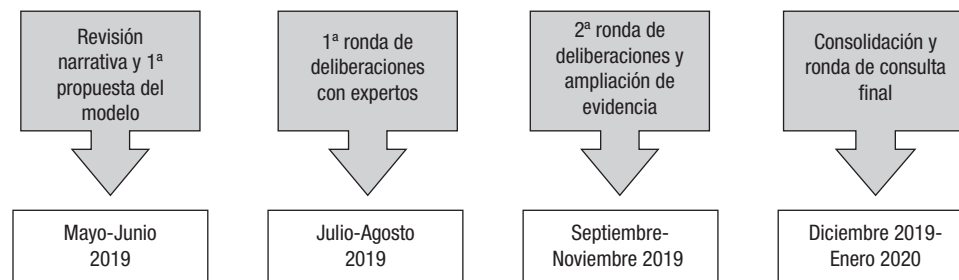 Revisión
narrativa y 1ª
propuesta del
modelo
1ª ronda de
deliberaciones
con expertos
2ª ronda de
deliberaciones y
ampliación de
evidencia
Consolidación y
ronda de consulta
final
Mayo-Junio
2019
Julio-Agosto
2019
Septiembre-
Noviembre 2019
Diciembre 2019-
Enero 2020